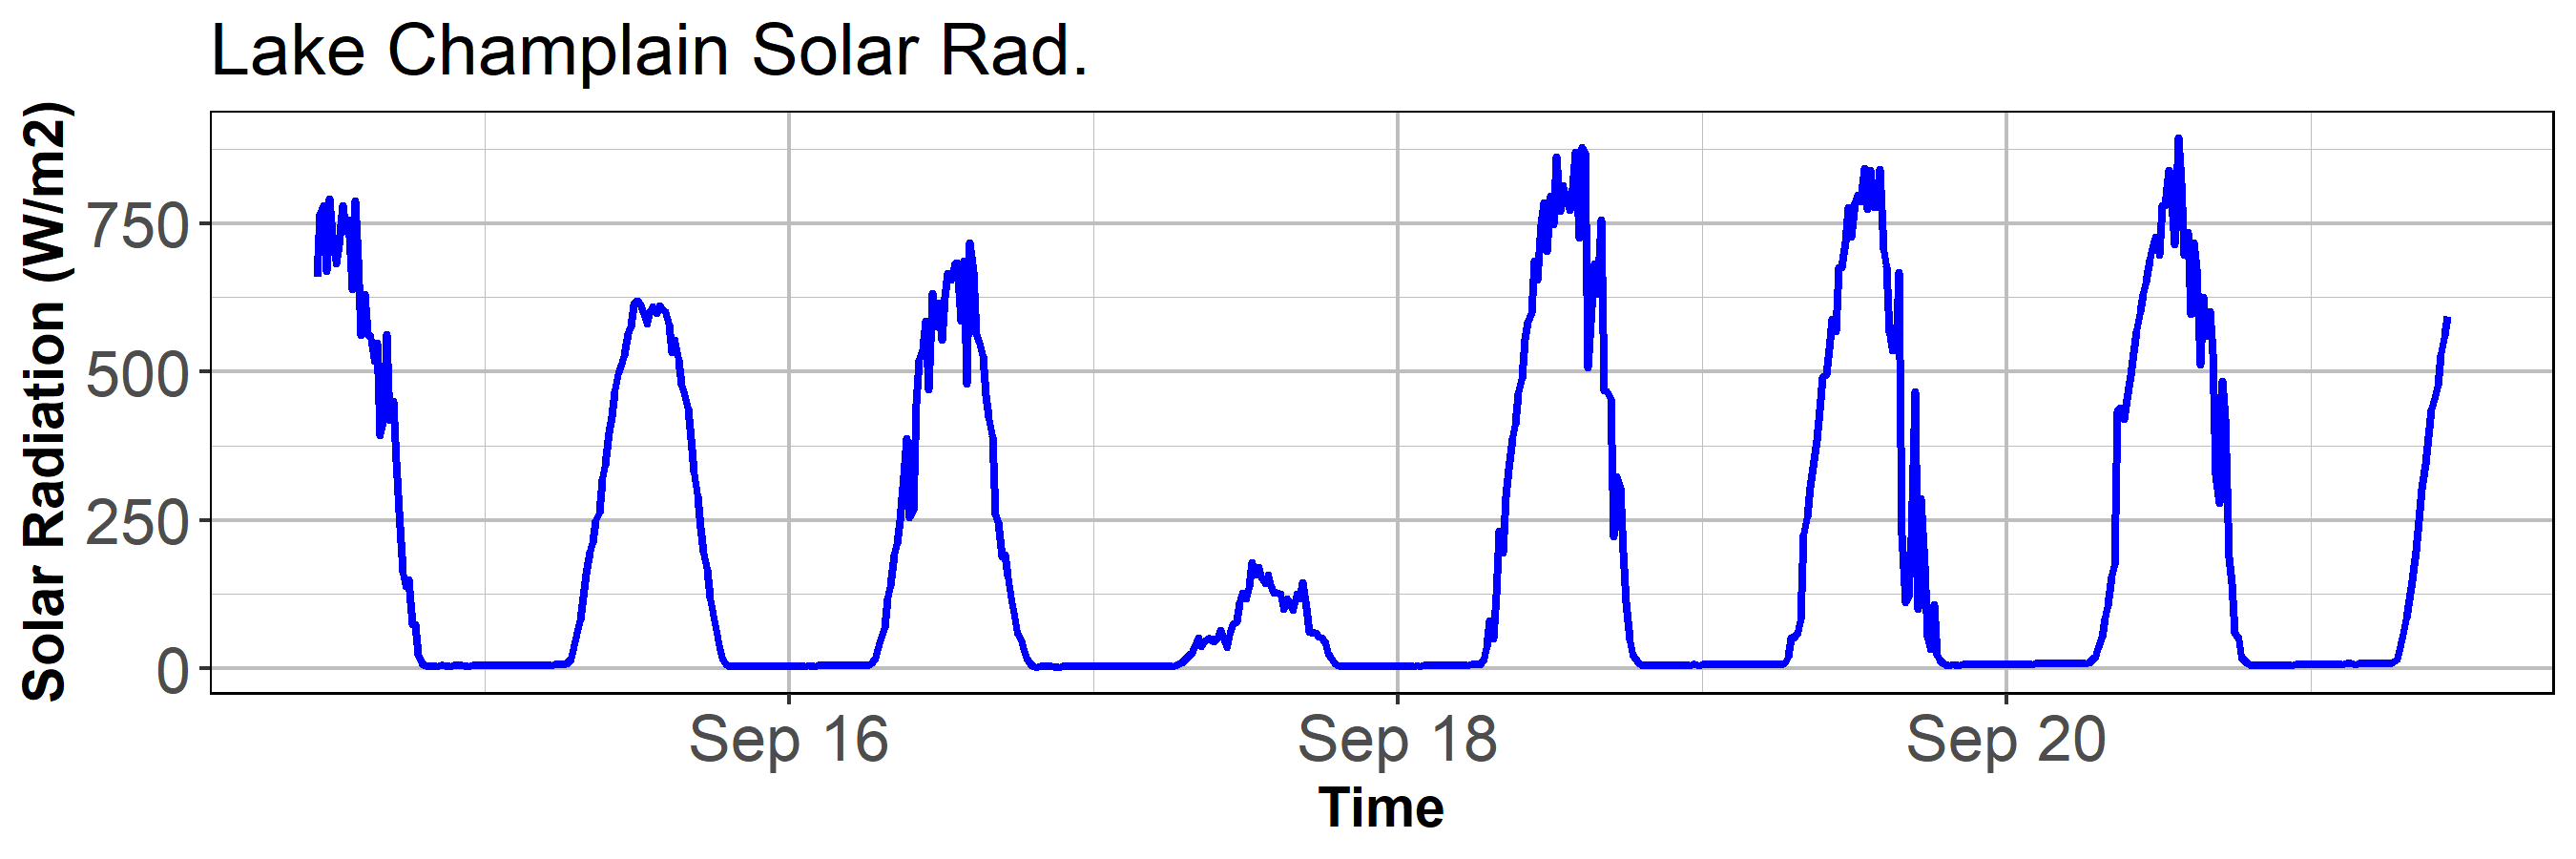 Lake Champlain Solar Rad.
Solar Radiation (W/m2)
750
500
250
0
Sep 16 Sep 18 Sep 20
Time